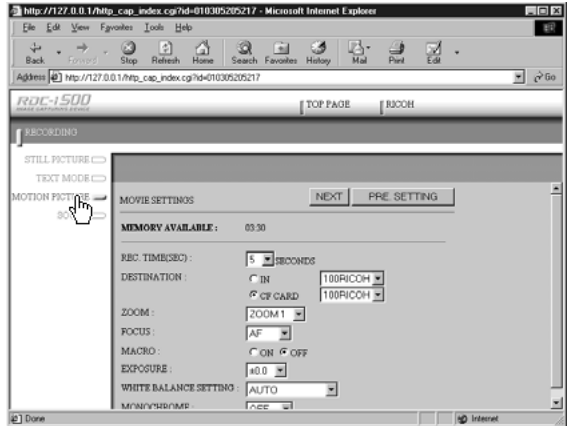 http://127.0.0.1/http_cap_index.cgi?id=010305205217 - Microsoft Internet Explorer
File Edit View Favorites Tools Help
Back Forward Stop Refresh Home Search Favorites History Mail Print Edit
Address http://127.0.0.1/http_cap_index.cgi?id=010305205217 Go
RDC-i500
IMAGE CAPTURING DEVICE
TOP PAGE RICOH
RECORDING
STILL PICTURE
TEXT MODE
MOTION PICTURE
SO
MOVIE SETTINGS NEXT PRE. SETTING
MEMORY AVAILABLE : 03:30
REC. TIME(SEC) : 5 SECONDS
DESTINATION : IN 100RICOH
CF CARD 100RICOH
ZOOM : ZOOM 1
FOCUS : AF
MACRO : ON OFF
EXPOSURE : ±0.0
WHITE BALANCE SETTING : AUTO
MONOCHROME : OFF
Done Internet